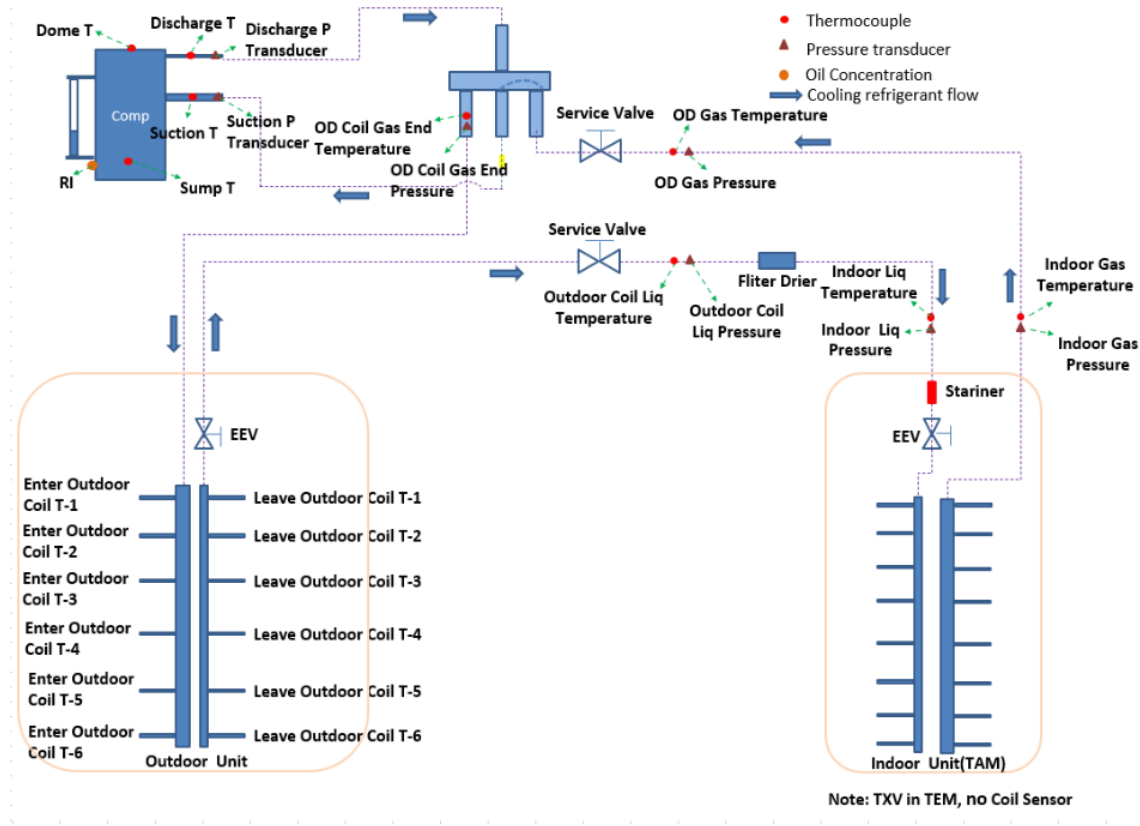 Dome T
Discharge T
Discharge P
Transducer
Comp
Suction T
Suction P
Transducer
RI
Sump T
OD Coil Gas End
Temperature
OD Coil Gas End
Pressure
Service Valve
OD Gas Temperature
OD Gas Pressure
Thermocouple
Pressure transducer
Oil Concentration
Cooling refrigerant flow
Service Valve
Outdoor Coil Liq
Temperature
Outdoor Coil
Liq Pressure
Fliter Drier
Indoor Liq
Temperature
Indoor Liq
Pressure
Indoor Gas
Temperature
Indoor Gas
Pressure
EEV
Enter Outdoor
Coil T-1
Enter Outdoor
Coil T-2
Enter Outdoor
Coil T-3
Enter Outdoor
Coil T-4
Enter Outdoor
Coil T-5
Enter Outdoor
Coil T-6
Leave Outdoor Coil T-1
Leave Outdoor Coil T-2
Leave Outdoor Coil T-3
Leave Outdoor Coil T-4
Leave Outdoor Coil T-5
Leave Outdoor Coil T-6
Outdoor Unit
Stariner
EEV
Indoor Unit(TAM)
Note: TXV in TEM, no Coil Sensor